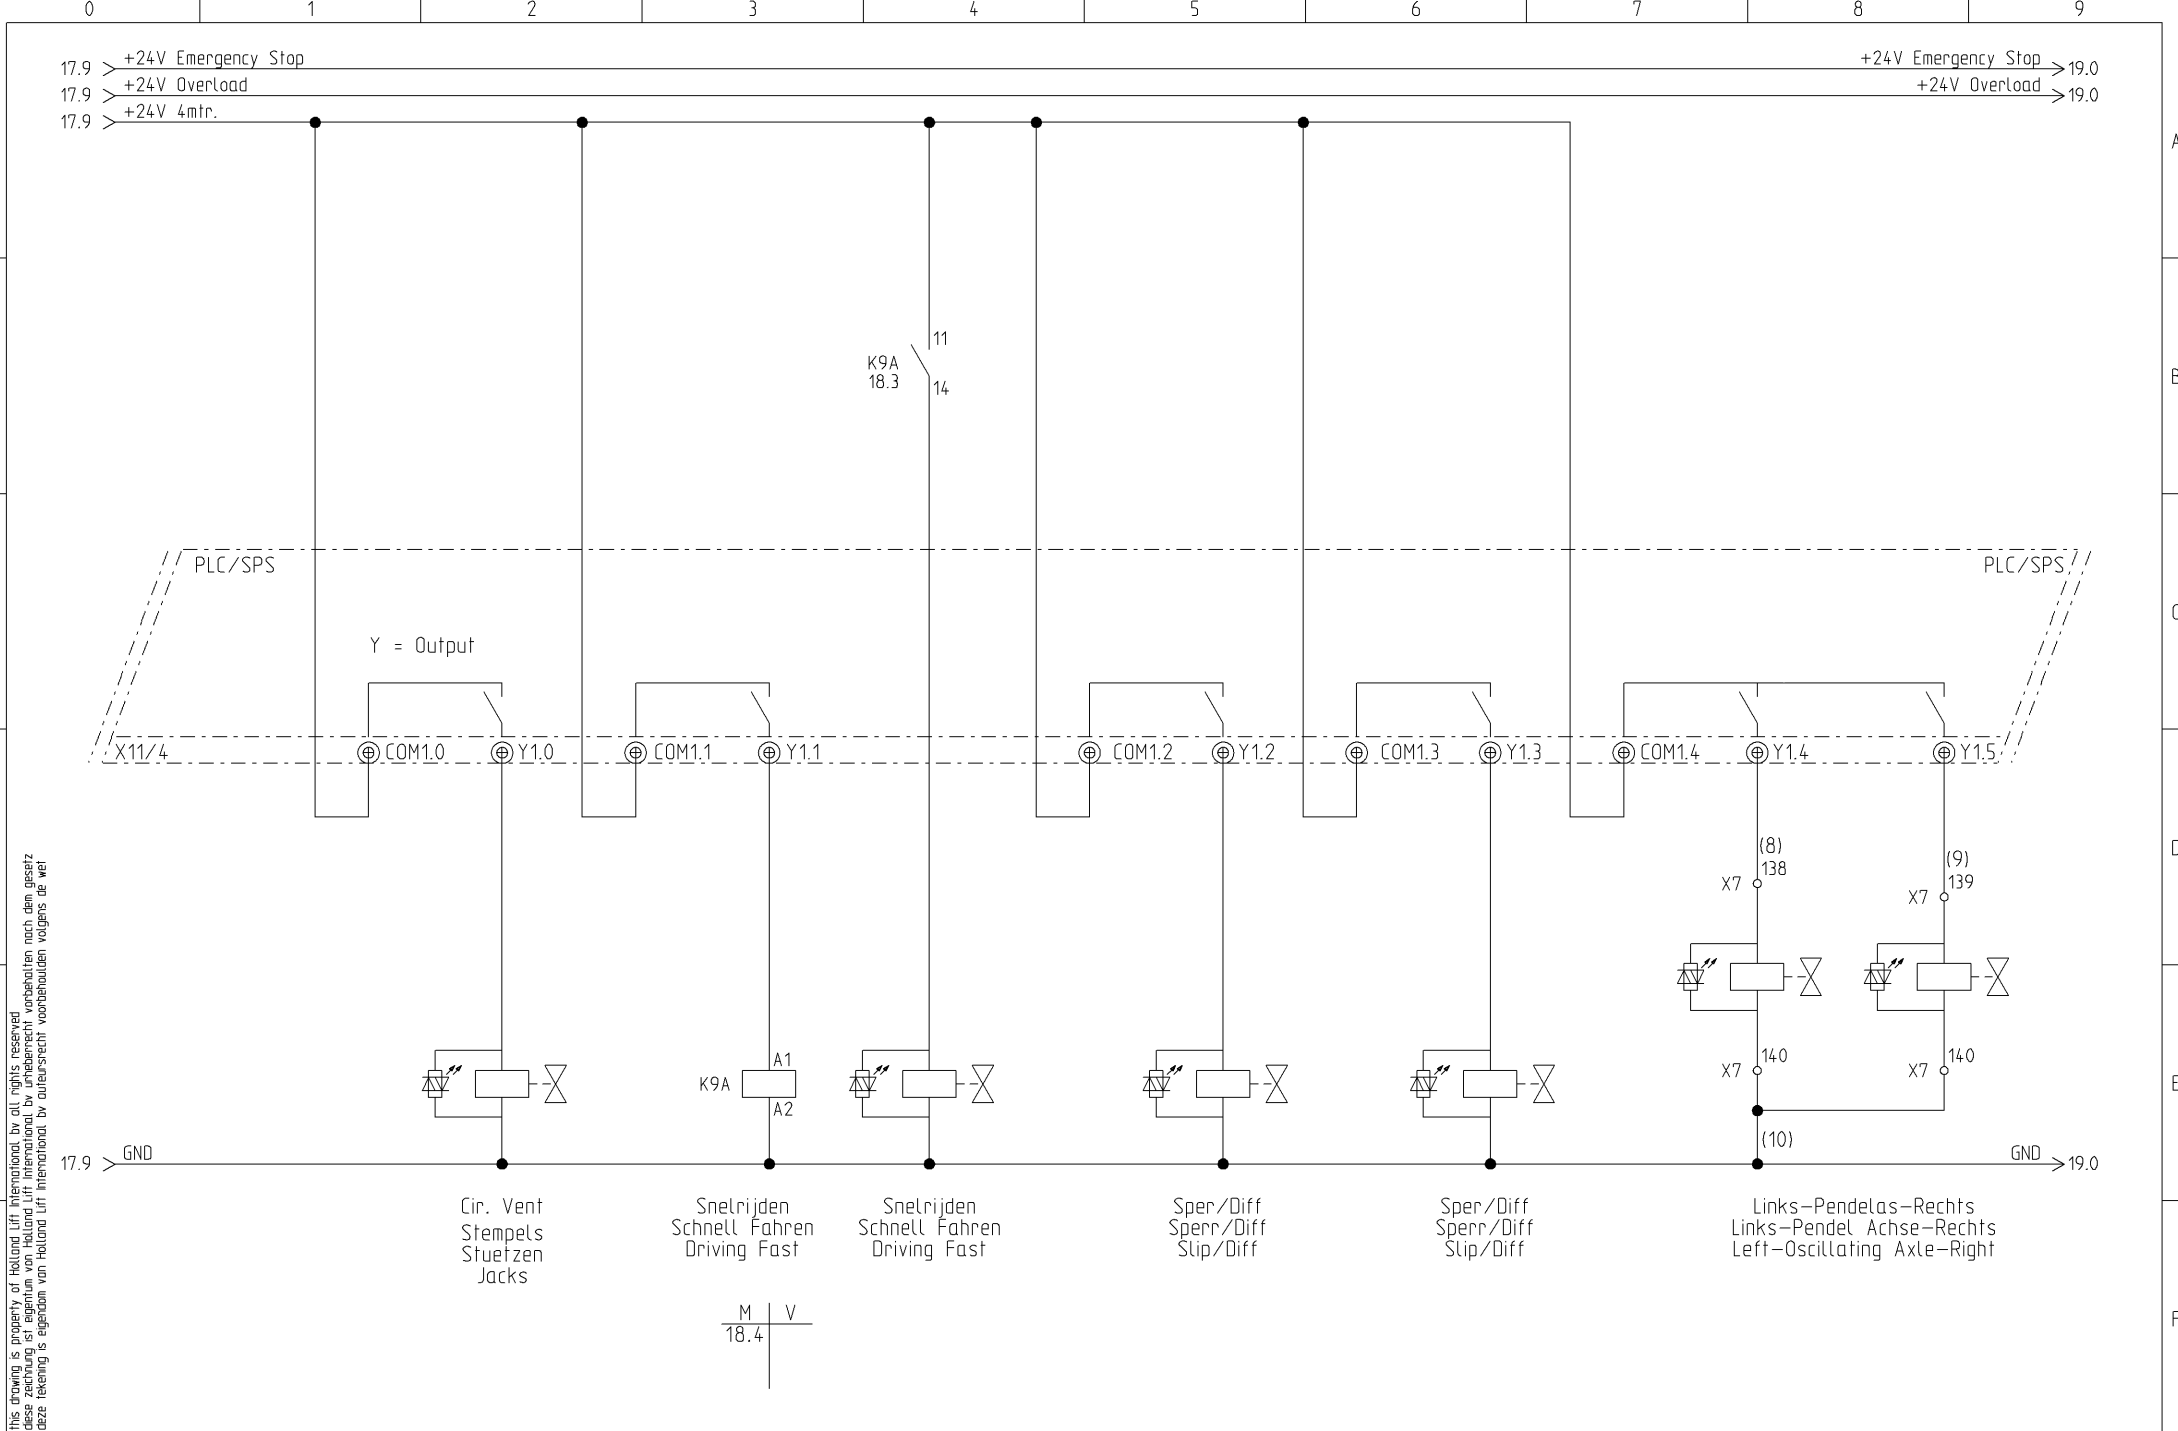 0 1 2 3 4 5 6 7 8 9
+24V Emergency Stop
17.9
+24V Emergency Stop
19.0
+24V Overload
17.9
+24V Overload
19.0
+24V 4mtr.
17.9
A
B
C
D
E
F
11
K9A
18.3
14
PLC/SPS
PLC/SPS
Y = Output
X11/4
COM1.0
Y1.0
COM1.1
Y1.1
COM1.2
Y1.2
COM1.3
Y1.3
COM1.4
Y1.4
Y1.5
(8)
138
X7
(9)
139
X7
A1
K9A
A2
140
X7
140
X7
(10)
GND
17.9
GND
19.0
Cir. Vent
Stempels
Stuetzen
Jacks
Snelrijden
Schnell Fahren
Driving Fast
Snelrijden
Schnell Fahren
Driving Fast
Sper/Diff
Sperr/Diff
Slip/Diff
Sper/Diff
Sperr/Diff
Slip/Diff
Links-Pendelas-Rechts
Links-Pendel Achse-Rechts
Left-Oscillating Axle-Right
M V
18.4
this drawing is property of Holland Lift International bv all rights reserved
diese zeichnung ist eigentum van Holland Lift International bv urheberrecht vorbehalten nach dem gesetz
deze tekening is eigendom van Holland Lift International bv auteursrecht voorbehoulden volgens de wet